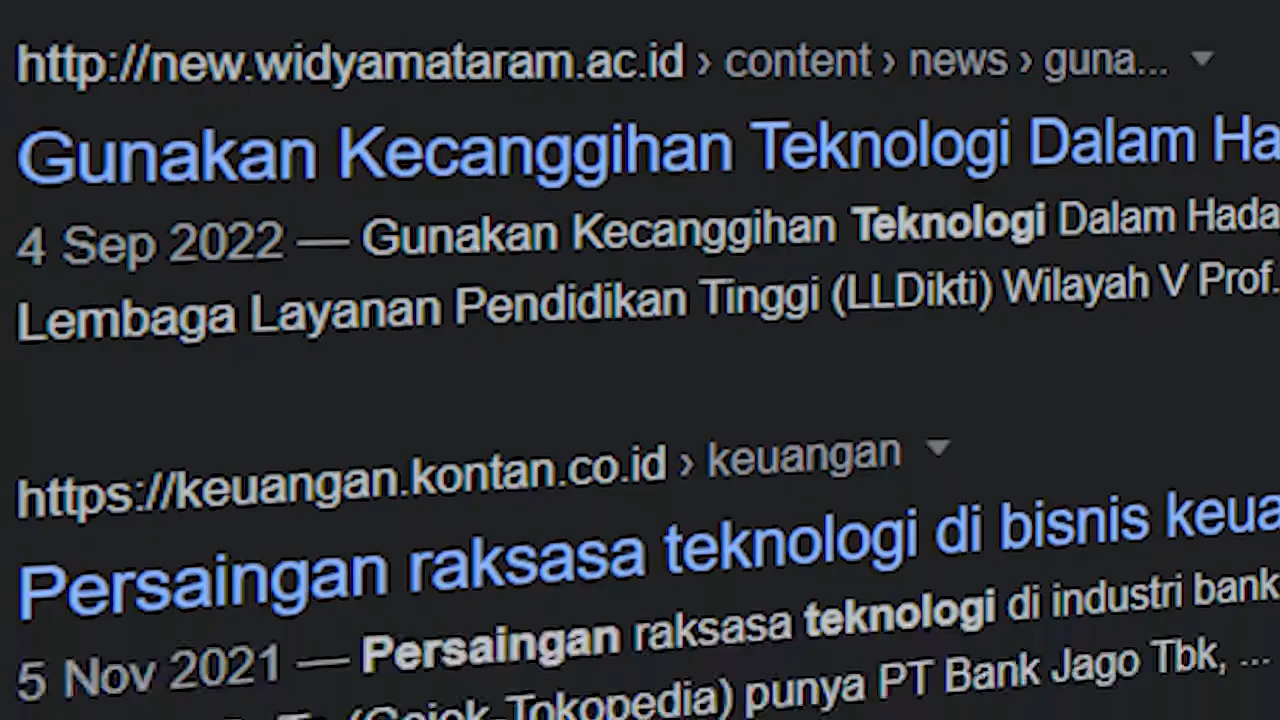 http://new.widyamataram.ac.id › content › news › guna...
Gunakan Kecanggihan Teknologi Dalam Ha
4 Sep 2022 — Gunakan Kecanggihan Teknologi Dalam Hada
Lembaga Layanan Pendidikan Tinggi (LLDikti) Wilayah V Prof.
https://keuangan.kontan.co.id › keuangan
Persaingan raksasa teknologi di bisnis keua
5 Nov 2021 — Persaingan raksasa teknologi di industri bank
(Gojek-Tokopedia) punya PT Bank Jago Tbk, ...